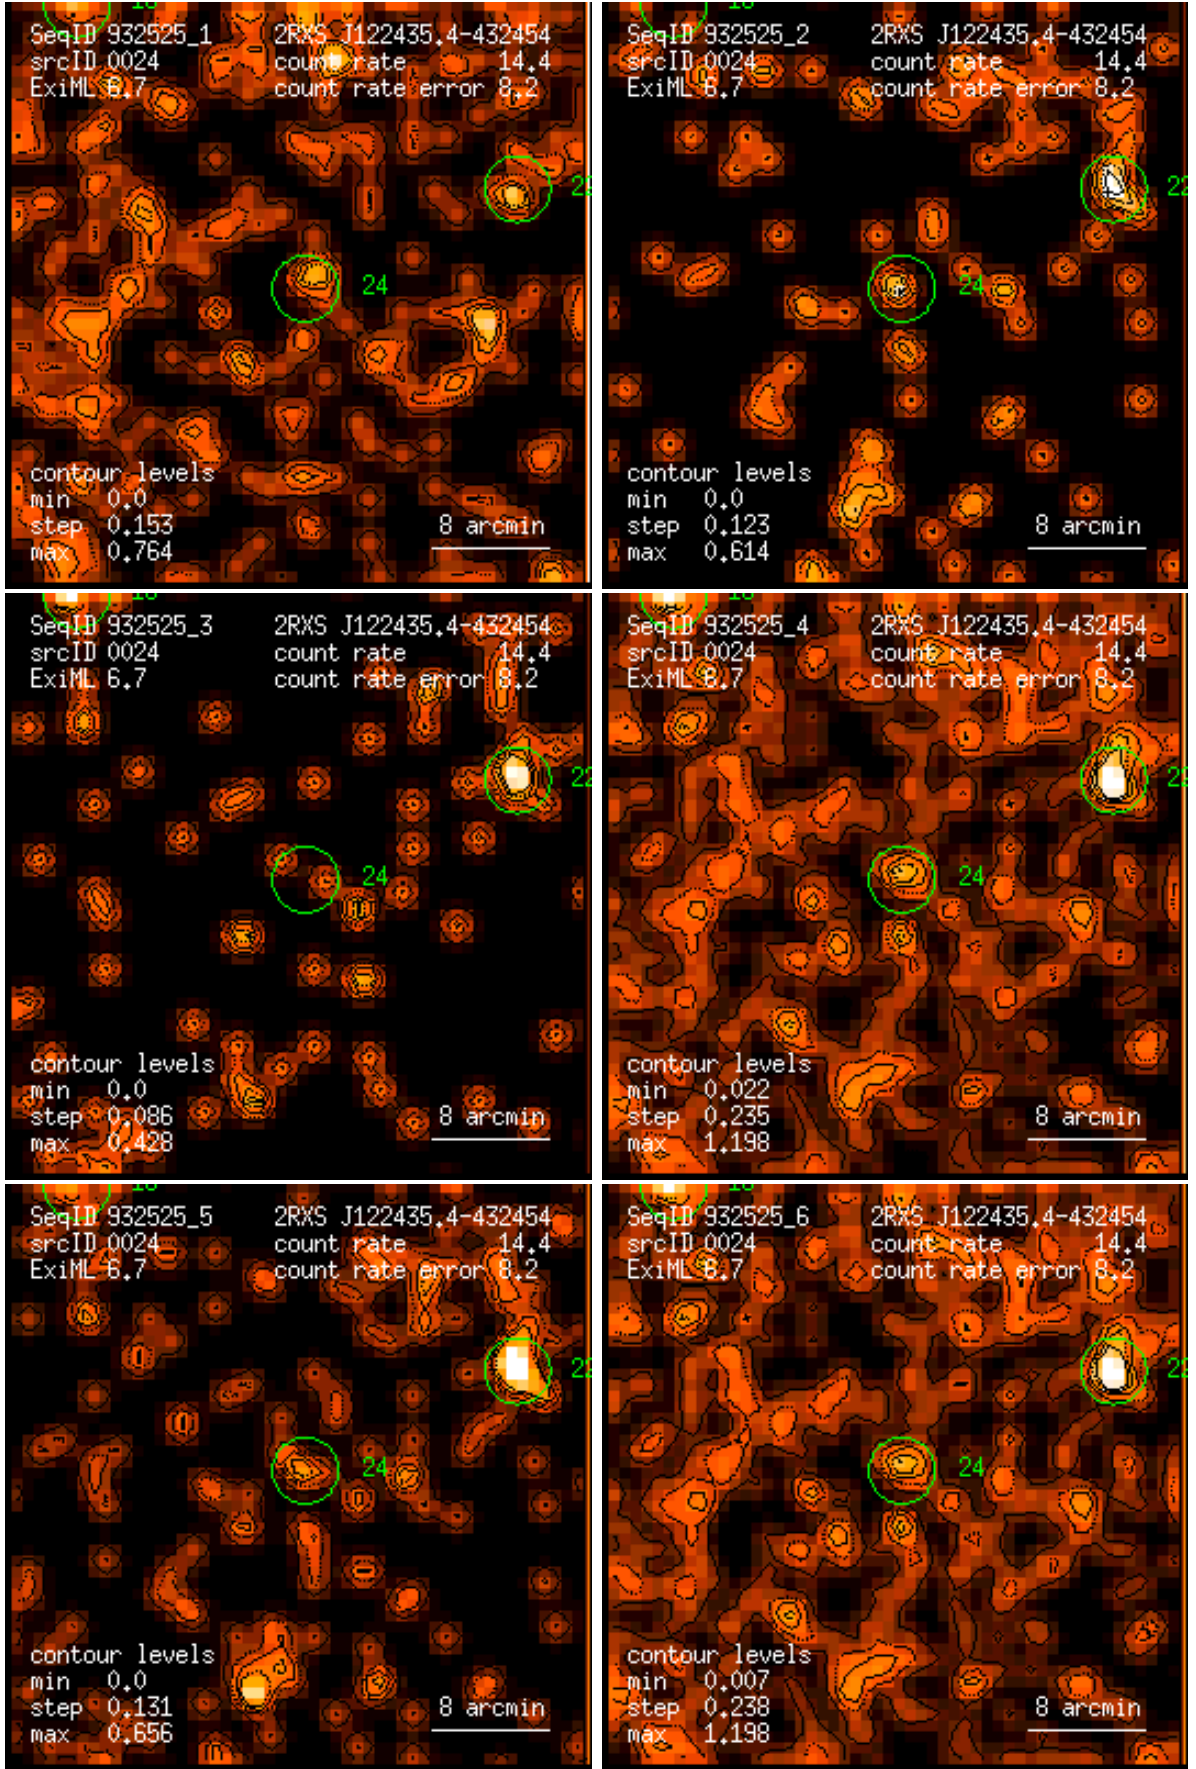 SeqID 932525_1 2RXS J122435.4-432454
srcID 0024 count rate 14.4
ExiML 6.7 count rate error 8.2
24
contour levels
min 0.0
step 0.153
max 0.764
8 arcmin
SeqID 932525_2 2RXS J122435.4-432454
srcID 0024 count rate 14.4
ExiML 6.7 count rate error 8.2
24
contour levels
min 0.0
step 0.123
max 0.614
8 arcmin
SeqID 932525_3 2RXS J122435.4-432454
srcID 0024 count rate 14.4
ExiML 6.7 count rate error 8.2
24
contour levels
min 0.0
step 0.086
max 0.428
8 arcmin
SeqID 932525_4 2RXS J122435.4-432454
srcID 0024 count rate 14.4
ExiML 6.7 count rate error 8.2
24
contour levels
min 0.022
step 0.235
max 1.198
8 arcmin
SeqID 932525_5 2RXS J122435.4-432454
srcID 0024 count rate 14.4
ExiML 6.7 count rate error 8.2
24
contour levels
min 0.0
step 0.131
max 0.656
8 arcmin
SeqID 932525_6 2RXS J122435.4-432454
srcID 0024 count rate 14.4
ExiML 6.7 count rate error 8.2
24
contour levels
min 0.007
step 0.238
max 1.198
8 arcmin